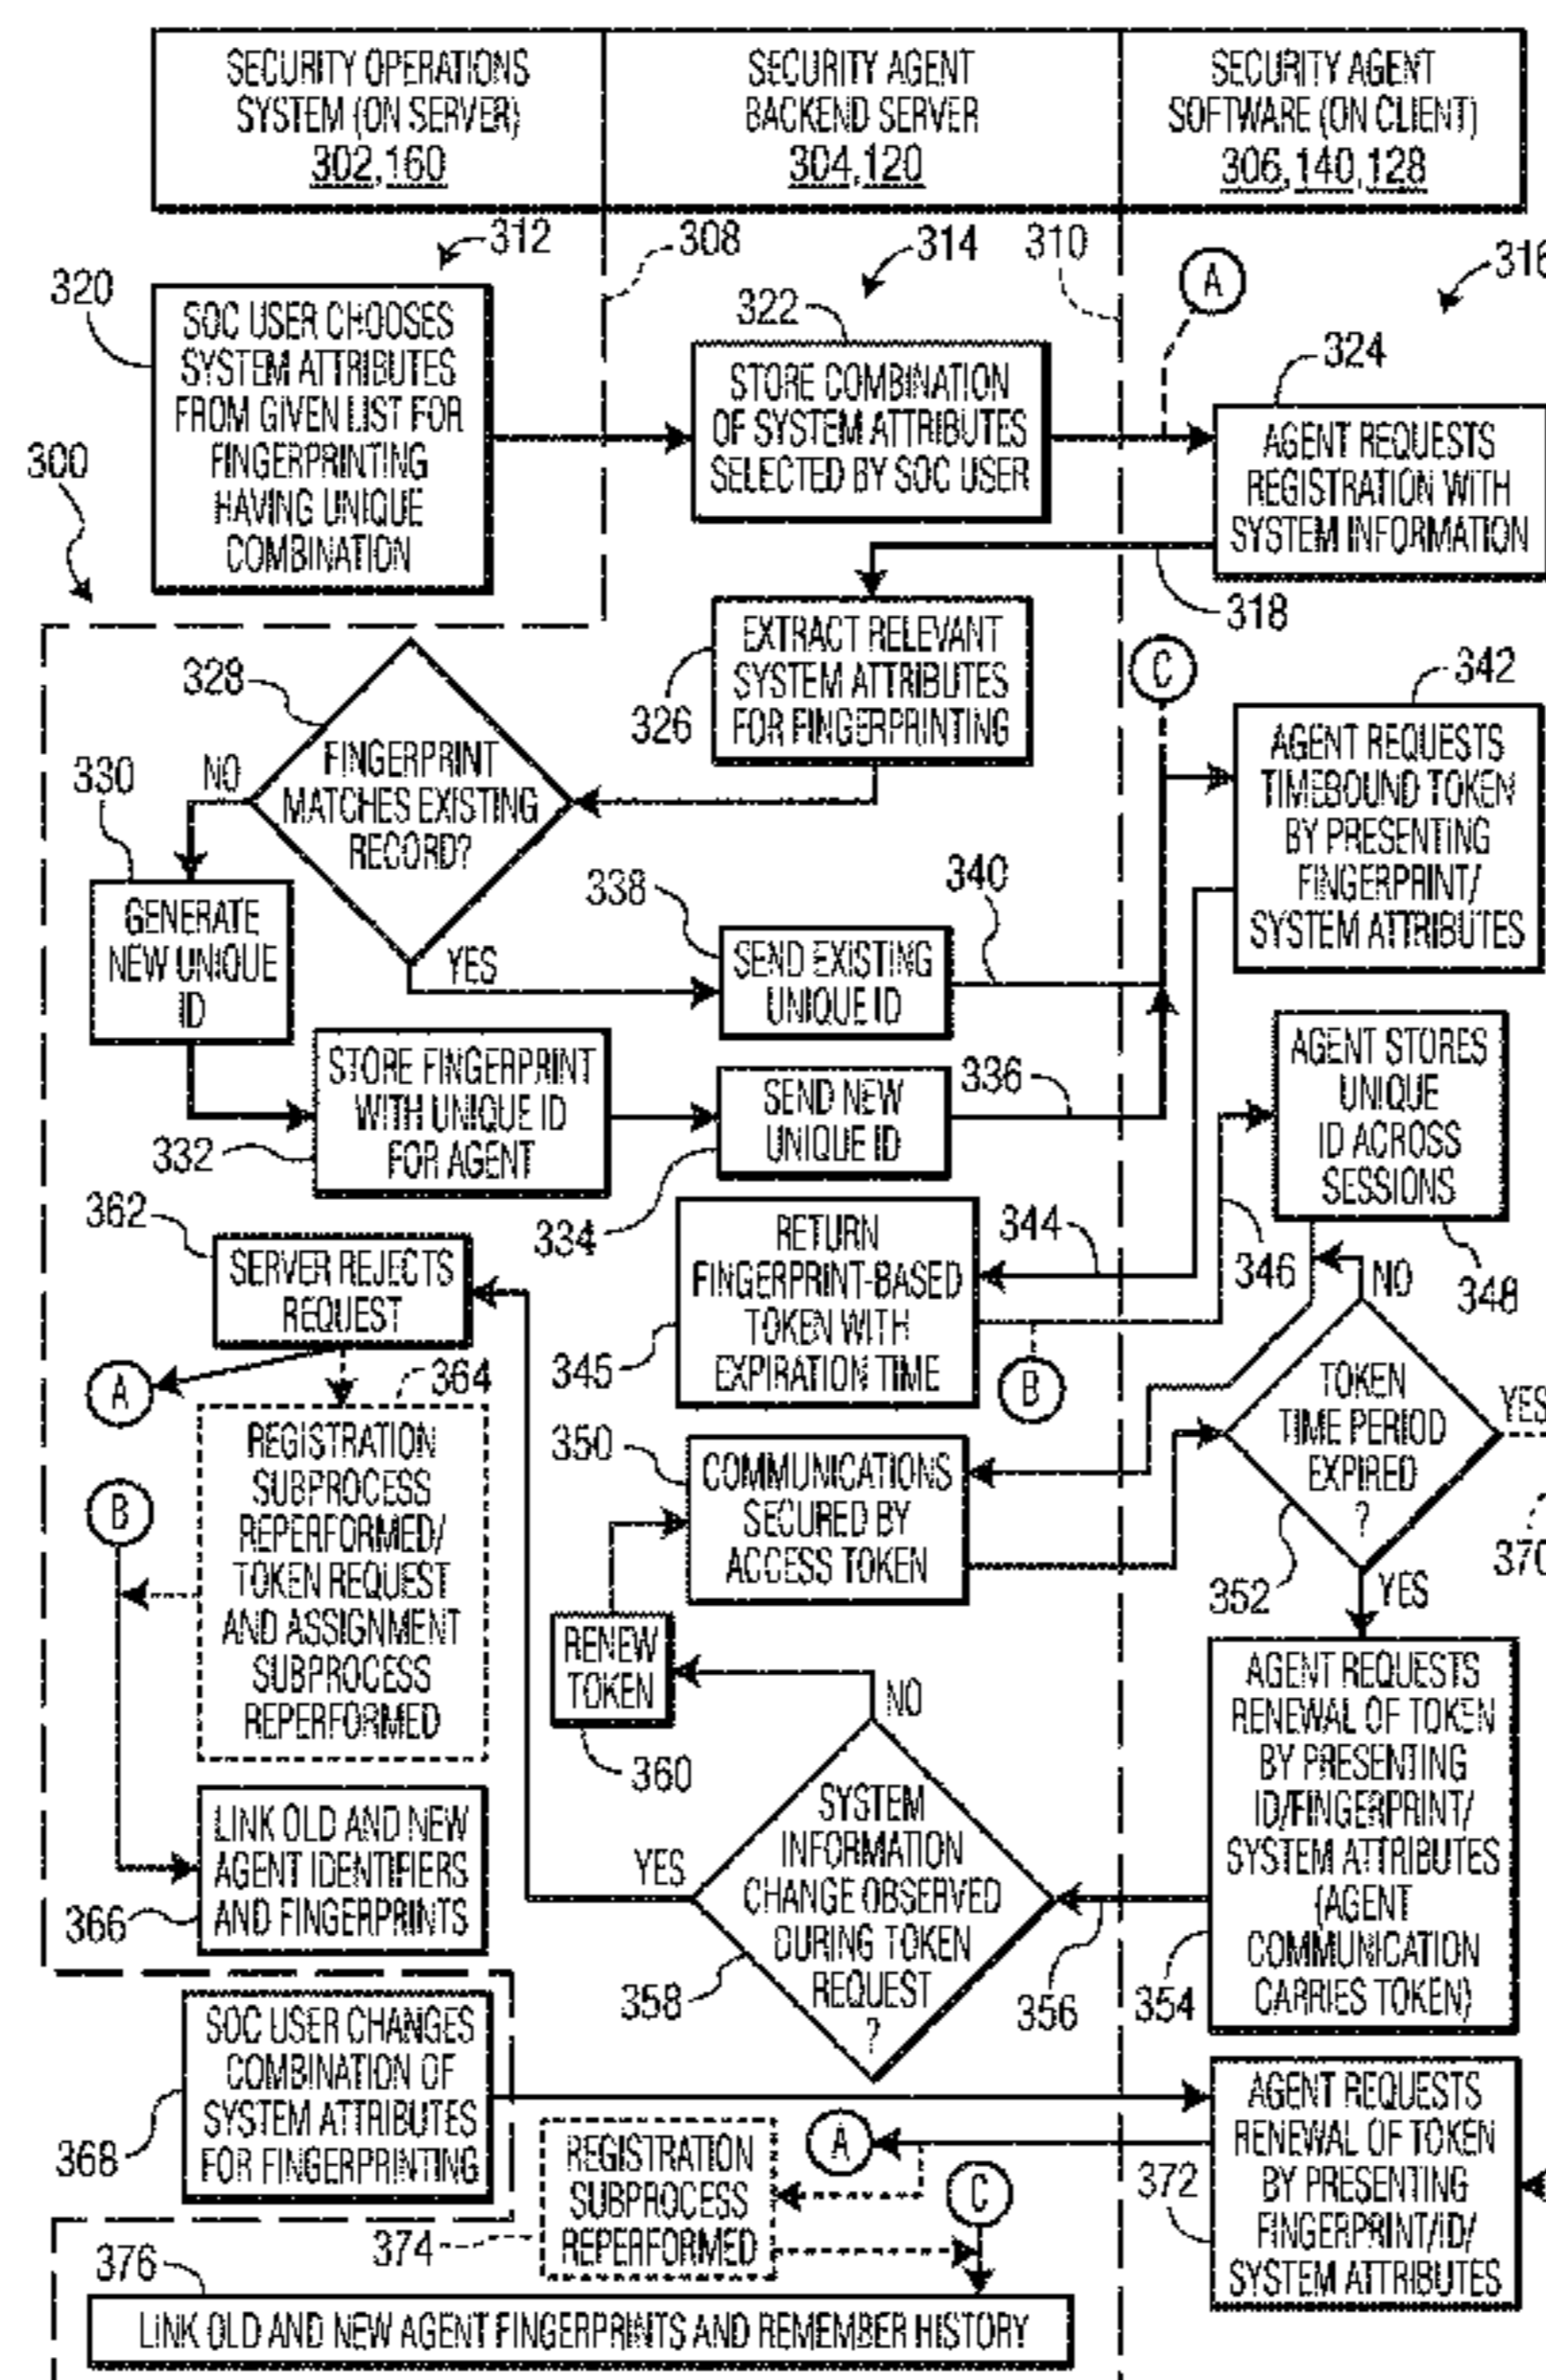 SECURITY OPERATIONS
SYSTEM (ON SERVER)
302,160
SECURITY AGENT
BACKEND SERVER
304,120
SECURITY AGENT
SOFTWARE (ON CLIENT)
306,140,128
312
308
314
310
A
316
320
SOC USER CHOOSES
SYSTEM ATTRIBUTES
FROM GIVEN LIST FOR
FINGERPRINTING
HAVING UNIQUE
COMBINATION
322
STORE COMBINATION
OF SYSTEM ATTRIBUTES
SELECTED BY SOC USER
324
AGENT REQUESTS
REGISTRATION WITH
SYSTEM INFORMATION
300
318
EXTRACT RELEVANT
SYSTEM ATTRIBUTES
FOR FINGERPRINTING
326
C
328
FINGERPRINT
MATCHES EXISTING
RECORD?
NO
YES
342
AGENT REQUESTS
TIMEBOUND TOKEN
BY PRESENTING
FINGERPRINT/
SYSTEM ATTRIBUTES
330
GENERATE
NEW UNIQUE
ID
338
SEND EXISTING
UNIQUE ID
340
STORE FINGERPRINT
WITH UNIQUE ID
FOR AGENT
332
SEND NEW
UNIQUE ID
334
336
AGENT STORES
UNIQUE
ID ACROSS
SESSIONS
348
346
362
SERVER REJECTS
REQUEST
RETURN
FINGERPRINT-BASED
TOKEN WITH
EXPIRATION TIME
345
344
B
NO
TOKEN
TIME PERIOD
EXPIRED
?
YES
352
YES
370
A
364
REGISTRATION
SUBPROCESS
REPERFORMED/
TOKEN REQUEST
AND ASSIGNMENT
SUBPROCESS
REPERFORMED
B
350
COMMUNICATIONS
SECURED BY
ACCESS TOKEN
RENEW
TOKEN
360
NO
SYSTEM
INFORMATION
CHANGE OBSERVED
DURING TOKEN
REQUEST
?
YES
358
356
AGENT REQUESTS
RENEWAL OF TOKEN
BY PRESENTING
ID/FINGERPRINT/
SYSTEM ATTRIBUTES
(AGENT
COMMUNICATION
CARRIES TOKEN)
354
LINK OLD AND NEW
AGENT IDENTIFIERS
AND FINGERPRINTS
366
SOC USER CHANGES
COMBINATION OF
SYSTEM ATTRIBUTES
FOR FINGERPRINTING
368
REGISTRATION
SUBPROCESS
REPERFORMED
374
A
C
AGENT REQUESTS
RENEWAL OF TOKEN
BY PRESENTING
FINGERPRINT/ID/
SYSTEM ATTRIBUTES
372
376
LINK OLD AND NEW AGENT FINGERPRINTS AND REMEMBER HISTORY